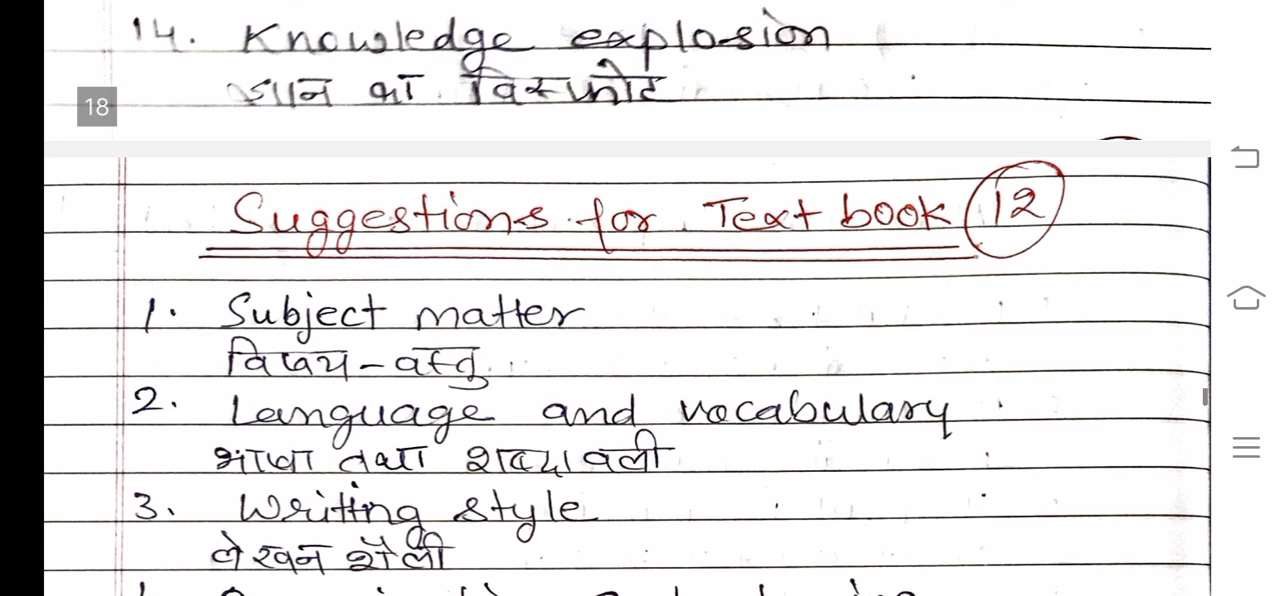 14. Knowledge explosion
ज्ञान का विस्फोट
18
Suggestions for Text book 12
1. Subject matter
विषय-वस्तु
2. Language and vocabulary
भाषा तथा शब्दावली
3. Writing style
लेखन शैली